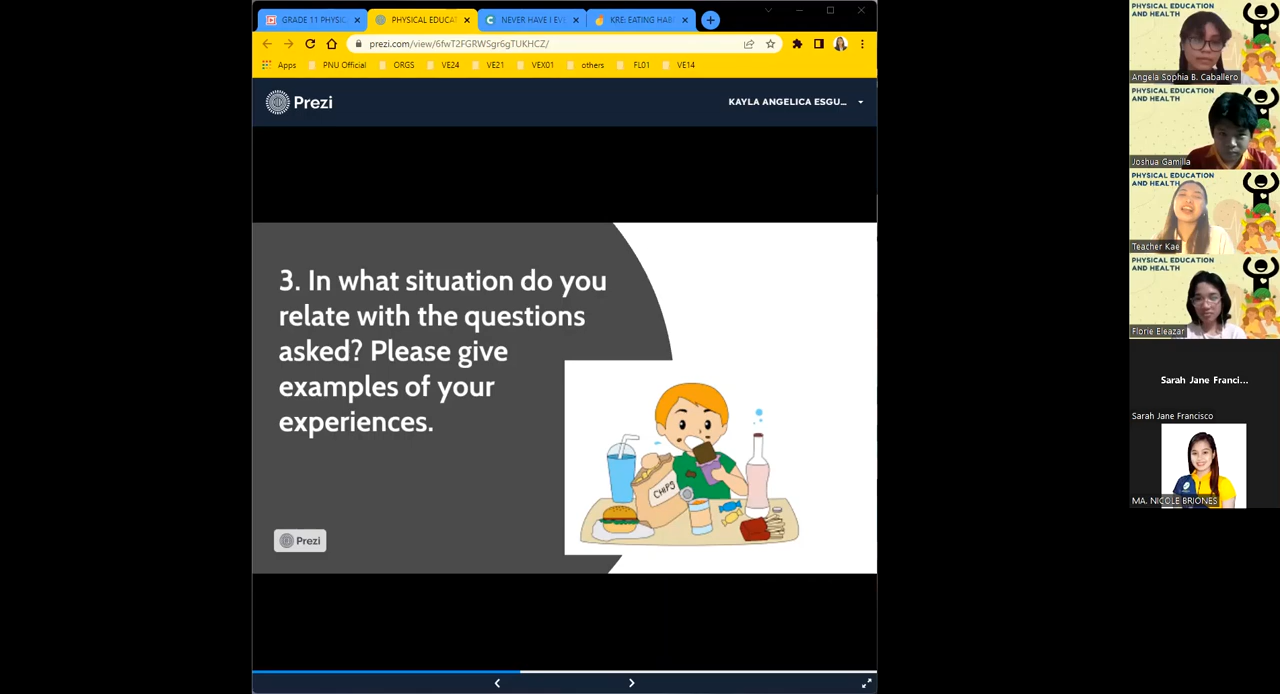 GRADE 11 PHYSIC
PHYSICAL EDUCAT
NEVER HAVE I EVE
KRE: EATING HAB
prezi.com/view/6fwT2FGRWSgr6gTUKHCZ/
Apps
PNU Official
ORGS
VE24
VE21
VEX01
others
FL01
VE14
Prezi
KAYLA ANGELICA ESGU...
3. In what situation do you
relate with the questions
asked? Please give
examples of your
experiences.
CHIPS
Prezi
PHYSICAL EDUCATION
AND HEALTH
Angela Sophia B. Caballero
PHYSICAL EDUCATION
AND HEALTH
Joshua Gamilla
PHYSICAL EDUCATION
AND HEALTH
Teacher Kae
PHYSICAL EDUCATION
AND HEALTH
Florie Eleazar
Sarah Jane Franci...
Sarah Jane Francisco
MA. NICOLE BRIONES